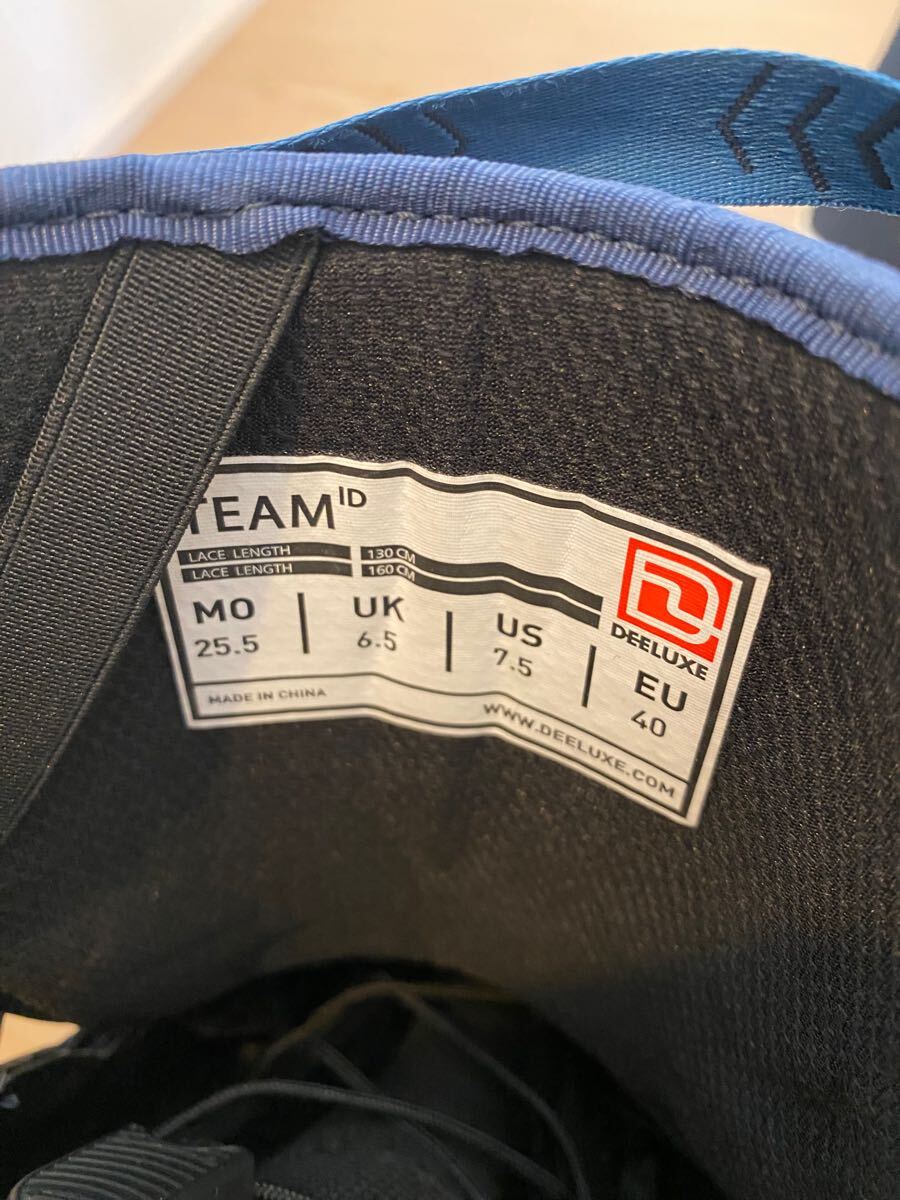 TEAM ID
LACE LENGTH 130 CM
LACE LENGTH 160 CM
MO UK US EU
25.5 6.5 7.5 40
DEELUXE
MADE IN CHINA
WWW.DEELUXE.COM